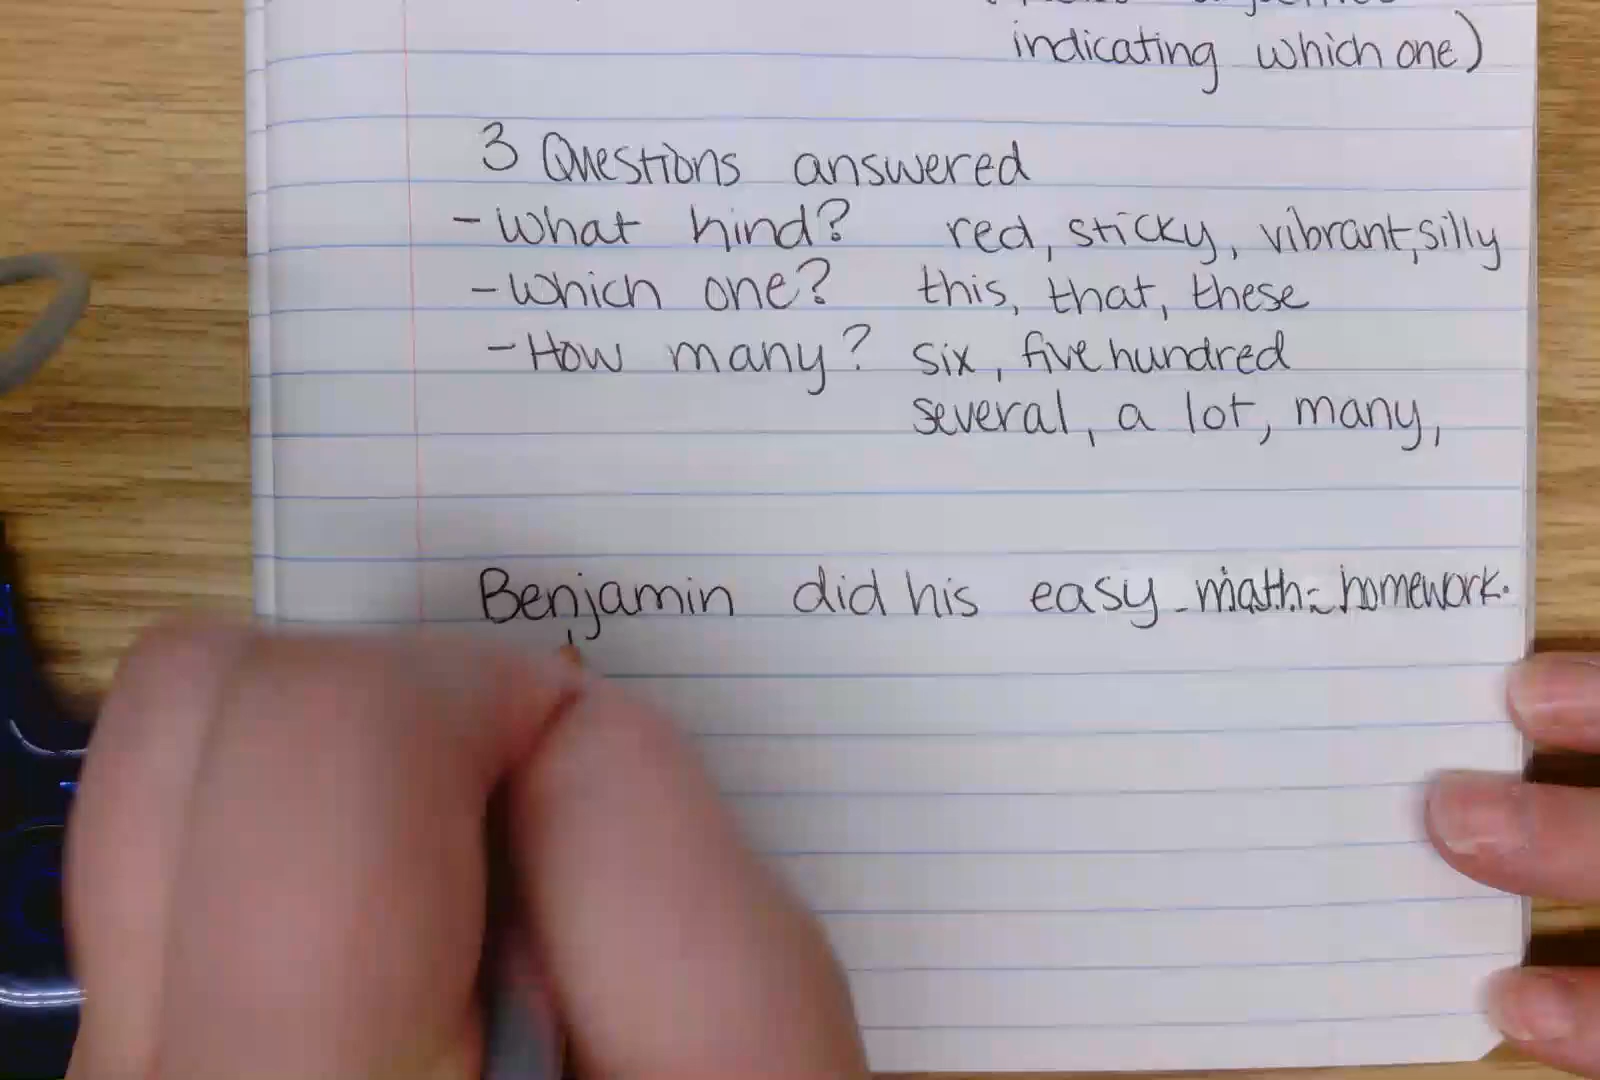 indicating which one)
3 Questions answered
- What kind? red, sticky, vibrant, silly
- Which one? this, that, these
- How many? six, five hundred
several, a lot, many,
Benjamin did his easy math homework.